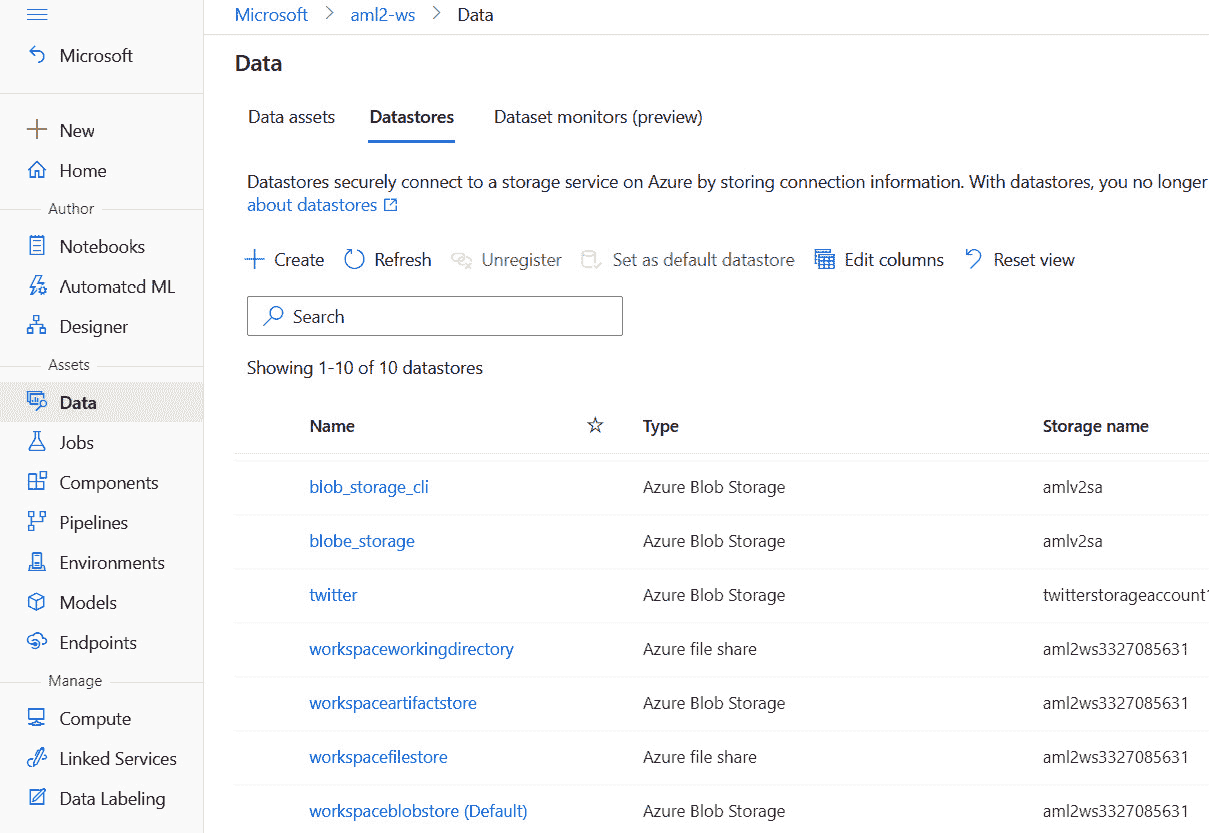 Microsoft > aml2-ws > Data
Microsoft
New
Home
Author
Notebooks
Automated ML
Designer
Assets
Data
Jobs
Components
Pipelines
Environments
Models
Endpoints
Manage
Compute
Linked Services
Data Labeling
Data
Data assets Datastores Dataset monitors (preview)
Datastores securely connect to a storage service on Azure by storing connection information. With datastores, you no longer
about datastores
Create Refresh Unregister Set as default datastore Edit columns Reset view
Search
Showing 1-10 of 10 datastores
Name Type Storage name
blob_storage_cli Azure Blob Storage amlv2sa
blobe_storage Azure Blob Storage amlv2sa
twitter Azure Blob Storage twitterstorageaccount1
workspaceworkingdirectory Azure file share aml2ws3327085631
workspaceartifactstore Azure Blob Storage aml2ws3327085631
workspacefilestore Azure file share aml2ws3327085631
workspaceblobstore (Default) Azure Blob Storage aml2ws3327085631